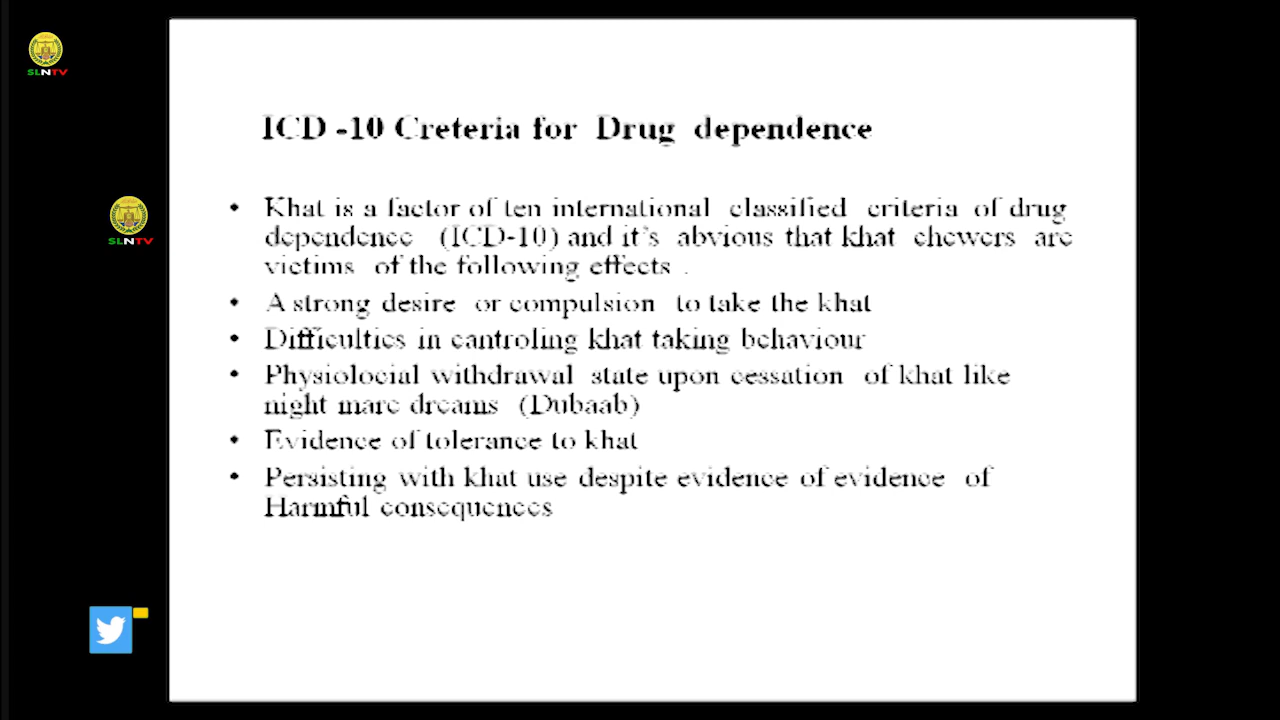 SLNTV
ICD -10 Creteria for Drug dependence
SLNTV
• Khat is a factor of ten international classified criteria of drug
dependence (ICD-10) and it's abvious that khat chewers are
victims of the following effects .
• A strong desire or compulsion to take the khat
• Difficulties in cantroling khat taking behaviour
• Physiolocial withdrawal state upon cessation of khat like
night mare dreams (Dubaab)
• Evidence of tolerance to khat
• Persisting with khat use despite evidence of evidence of
Harmful consequences